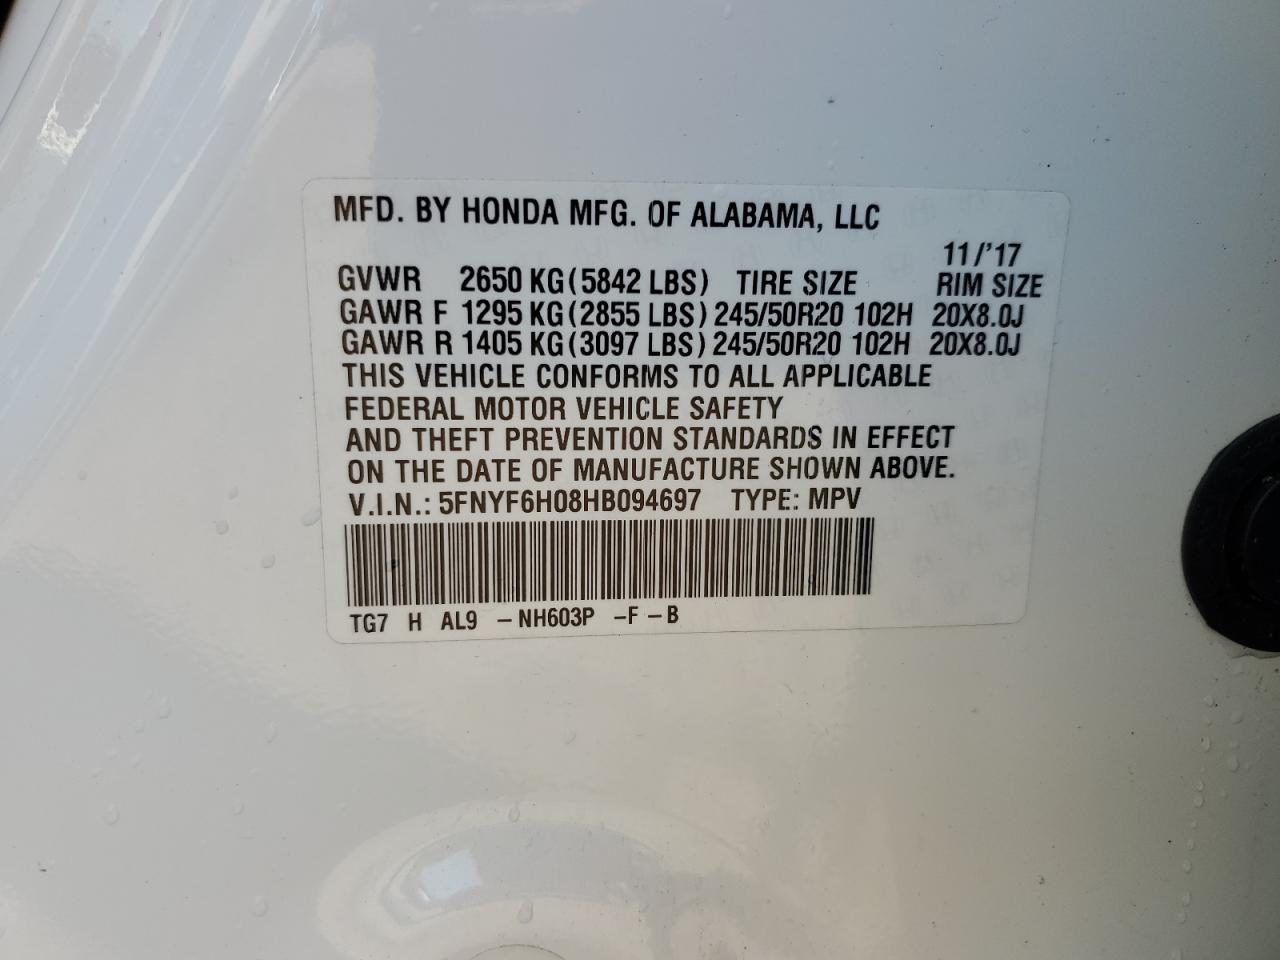 MFD. BY HONDA MFG. OF ALABAMA, LLC
11/'17
GVWR 2650 KG(5842 LBS) TIRE SIZE RIM SIZE
GAWR F 1295 KG(2855 LBS) 245/50R20 102H 20X8.0J
GAWR R 1405 KG(3097 LBS) 245/50R20 102H 20X8.0J
THIS VEHICLE CONFORMS TO ALL APPLICABLE
FEDERAL MOTOR VEHICLE SAFETY
AND THEFT PREVENTION STANDARDS IN EFFECT
ON THE DATE OF MANUFACTURE SHOWN ABOVE.
V.I.N.: 5FNYF6H08HB094697 TYPE: MPV
TG7 H AL9 -NH603P -F-B